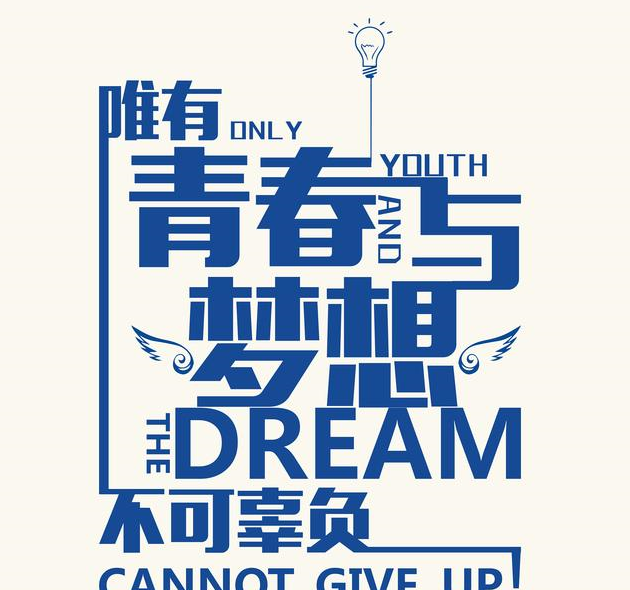 唯有 ONLY
青春 YOUTH
AND 与
梦想
THE DREAM
不可辜负
CANNOT GIVE UP